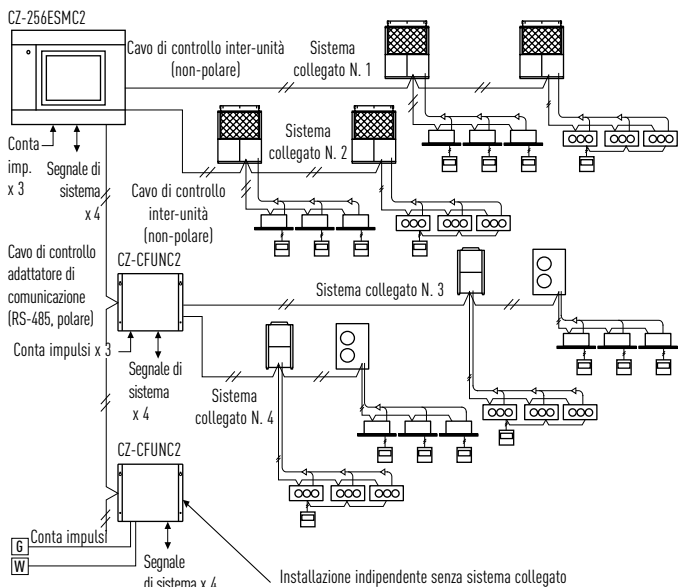 CZ-256ESMC2
Cavo di controllo inter-unità
(non-polare)
Sistema
collegato N. 1
Sistema
collegato N. 2
Conta
imp.
x 3
Segnale di
sistema
x 4
Cavo di controllo
inter-unità
(non-polare)
Cavo di controllo
adattatore di
comunicazione
(RS-485, polare)
CZ-CFUNC2
Sistema collegato N. 3
Conta impulsi x 3
Segnale di
sistema
x 4
Sistema
collegato N. 4
CZ-CFUNC2
Conta impulsi
G
W
Segnale
di sistema x 4
Installazione indipendente senza sistema collegato